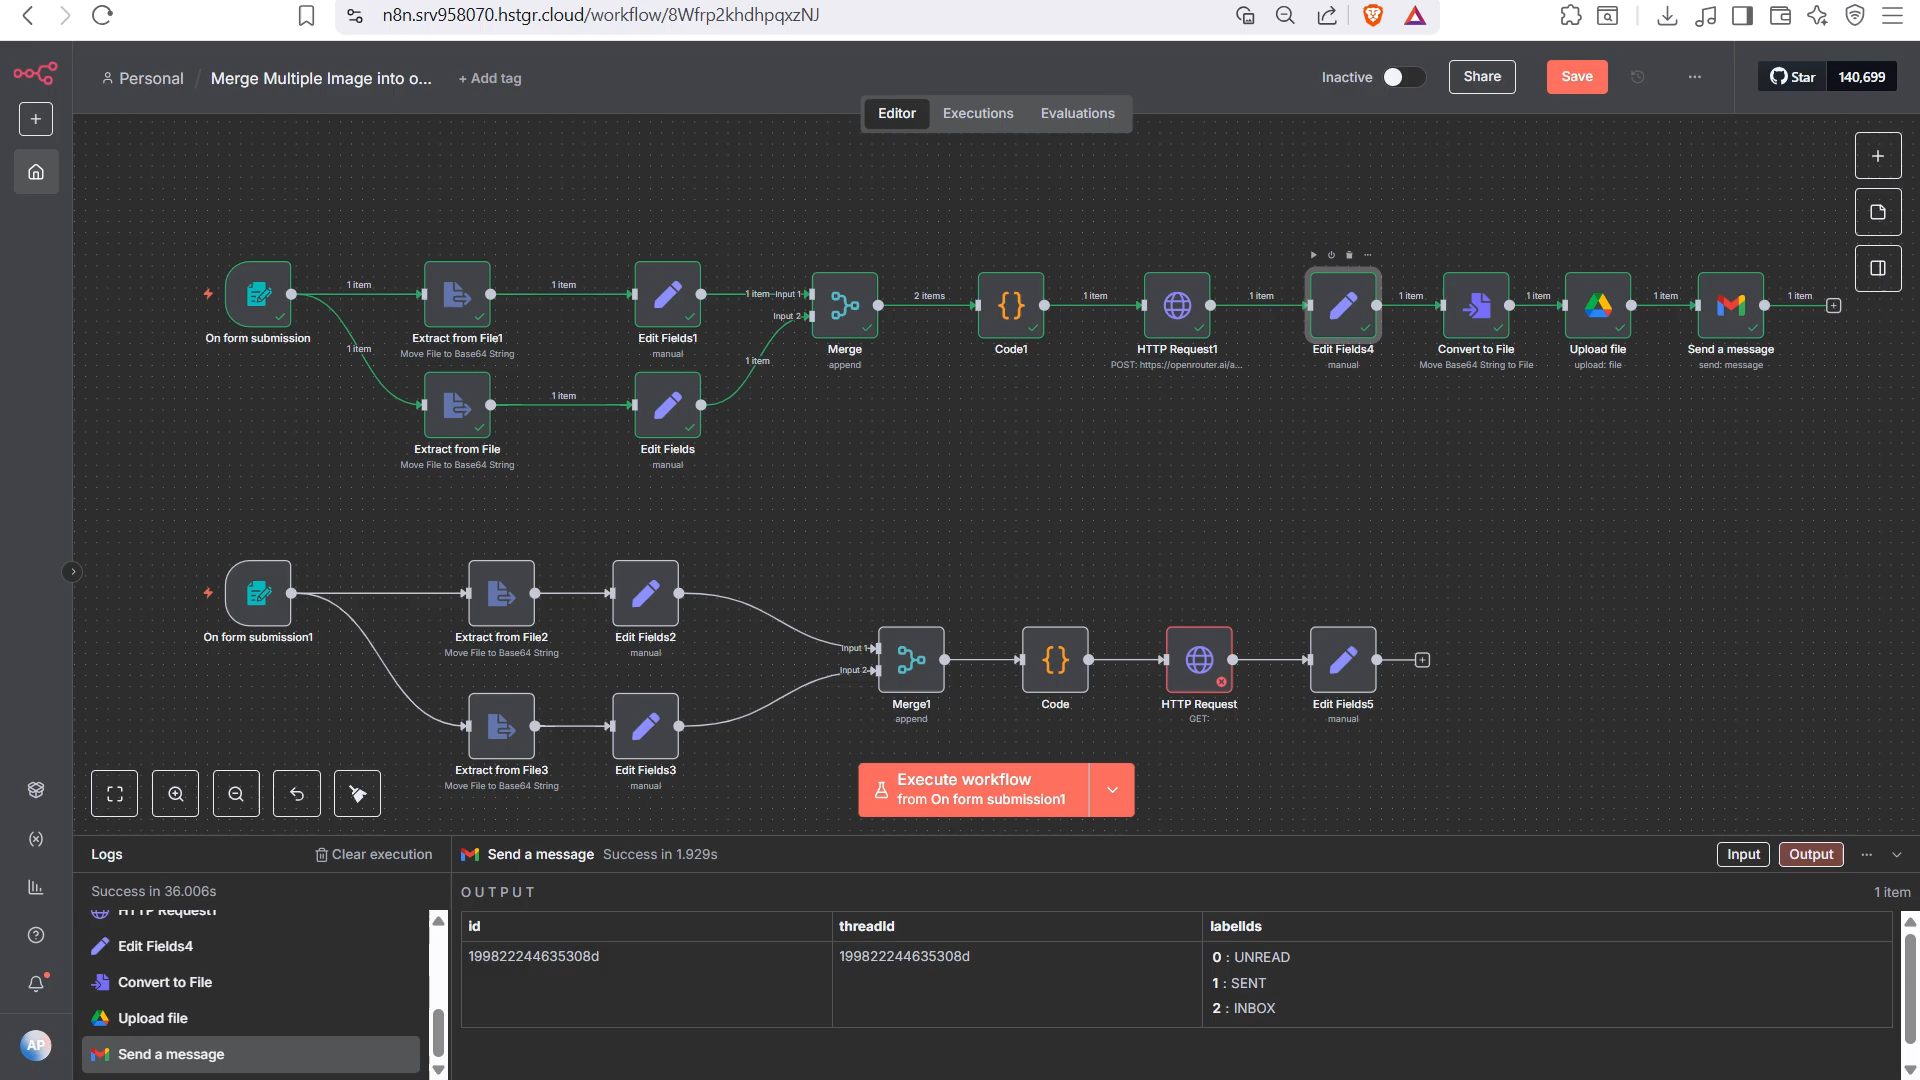 n8n.srv958070.hstgr.cloud/workflow/8Wfrp2khdhpqxzNJ
Personal / Merge Multiple Image into o... + Add tag
Inactive Share Save ... Star 140,699
Editor Executions Evaluations
1 item 1 item 1 item Input 1 2 items 1 item 1 item 1 item 1 item 1 item 1 item
Input 2
On form submission Extract from File1 Edit Fields1
Move File to Base64 String manual
1 item 1 item
Merge Code1 HTTP Request1 Edit Fields4 Convert to File Upload file Send a message
append POST: https://openrouter.ai/a... manual Move Base64 String to File upload: file send: message
1 item
Extract from File Edit Fields
Move File to Base64 String manual
On form submission1 Extract from File2 Edit Fields2
Move File to Base64 String manual
Input 1
Input 2
Merge1 Code HTTP Request Edit Fields5
append GET: manual
Extract from File3 Edit Fields3
Move File to Base64 String manual
Execute workflow
from On form submission1
Logs Clear execution Send a message Success in 1.929s Input Output ...
Success in 36.006s OUTPUT 1 item
HTTP Request1
Edit Fields4
Convert to File
Upload file
Send a message
id threadId labelIds
199822244635308d 199822244635308d 0 : UNREAD
1 : SENT
2 : INBOX
AP